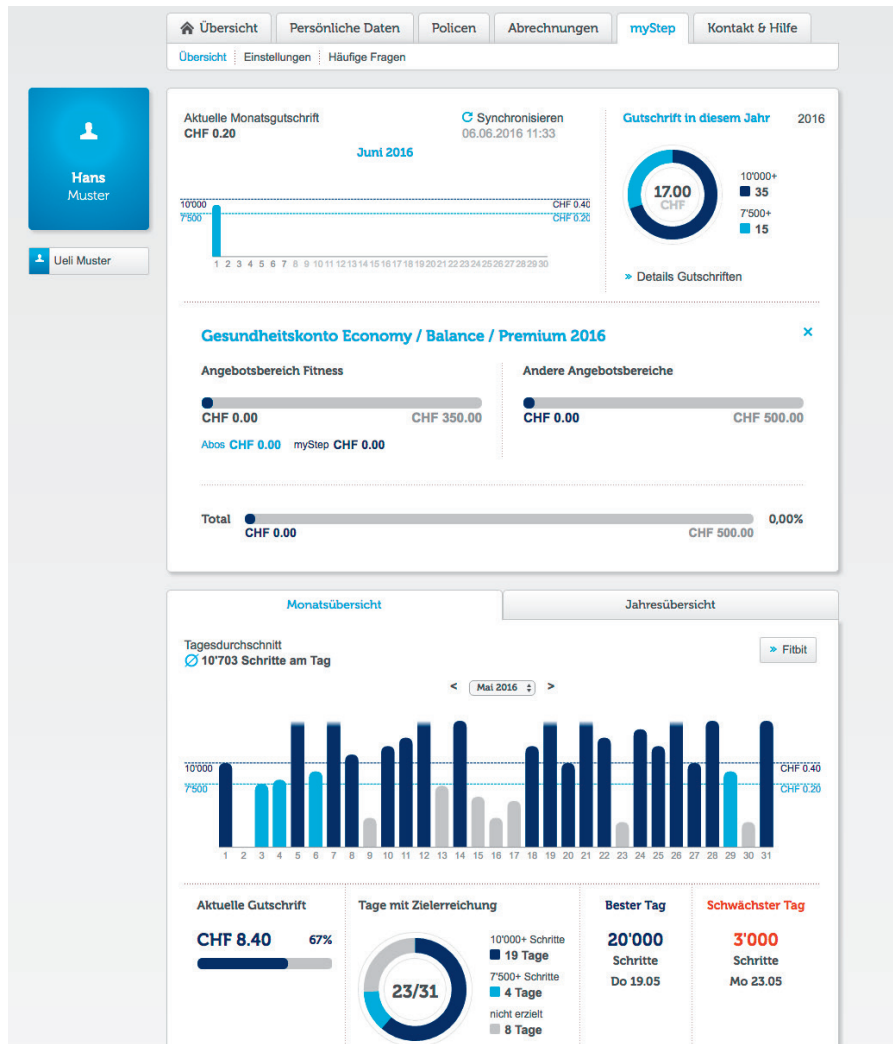 Übersicht Persönliche Daten Policen Abrechnungen myStep Kontakt & Hilfe
Übersicht Einstellungen Häufige Fragen
Hans
Muster
Ueli Muster
Aktuelle Monatsgutschrift
CHF 0.20
Synchronisieren
06.06.2016 11:33
Juni 2016
10'000 CHF 0.40
7'500 CHF 0.20
1 2 3 4 5 6 7 8 9 10 11 12 13 14 15 16 17 18 19 20 21 22 23 24 25 26 27 28 29 30
Gutschrift in diesem Jahr 2016
17.00
CHF
10'000+
35
7'500+
15
» Details Gutschriften
Gesundheitskonto Economy / Balance / Premium 2016 ×
Angebotsbereich Fitness
CHF 0.00 CHF 350.00
Abos CHF 0.00 myStep CHF 0.00
Andere Angebotsbereiche
CHF 0.00 CHF 500.00
Total 0,00%
CHF 0.00 CHF 500.00
Monatsübersicht Jahresübersicht
Tagesdurchschnitt
Ø 10'703 Schritte am Tag
» Fitbit
< Mai 2016 >
10'000 CHF 0.40
7'500 CHF 0.20
1 2 3 4 5 6 7 8 9 10 11 12 13 14 15 16 17 18 19 20 21 22 23 24 25 26 27 28 29 30 31
Aktuelle Gutschrift
CHF 8.40 67%
Tage mit Zielerreichung
23/31
10'000+ Schritte
19 Tage
7'500+ Schritte
4 Tage
nicht erzielt
8 Tage
Bester Tag
20'000
Schritte
Do 19.05
Schwächster Tag
3'000
Schritte
Mo 23.05